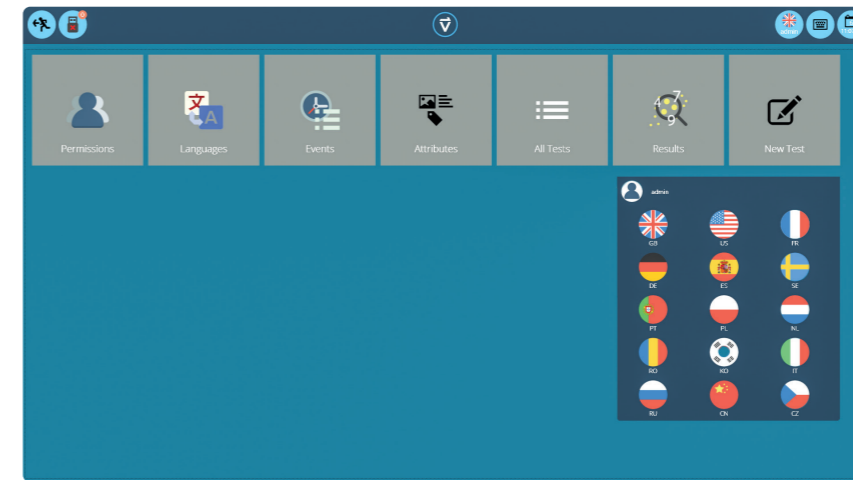 0
admin
Permissions
Languages
Events
Attributes
All Tests
Results
New Test
admin
GB
US
FR
DE
ES
SE
PT
PL
NL
RO
KO
IT
RU
CN
CZ